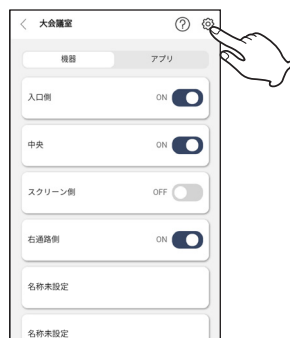 大会議室
機器 アプリ
入口側 ON
中央 ON
スクリーン側 OFF
右通路側 ON
名称未設定
名称未設定